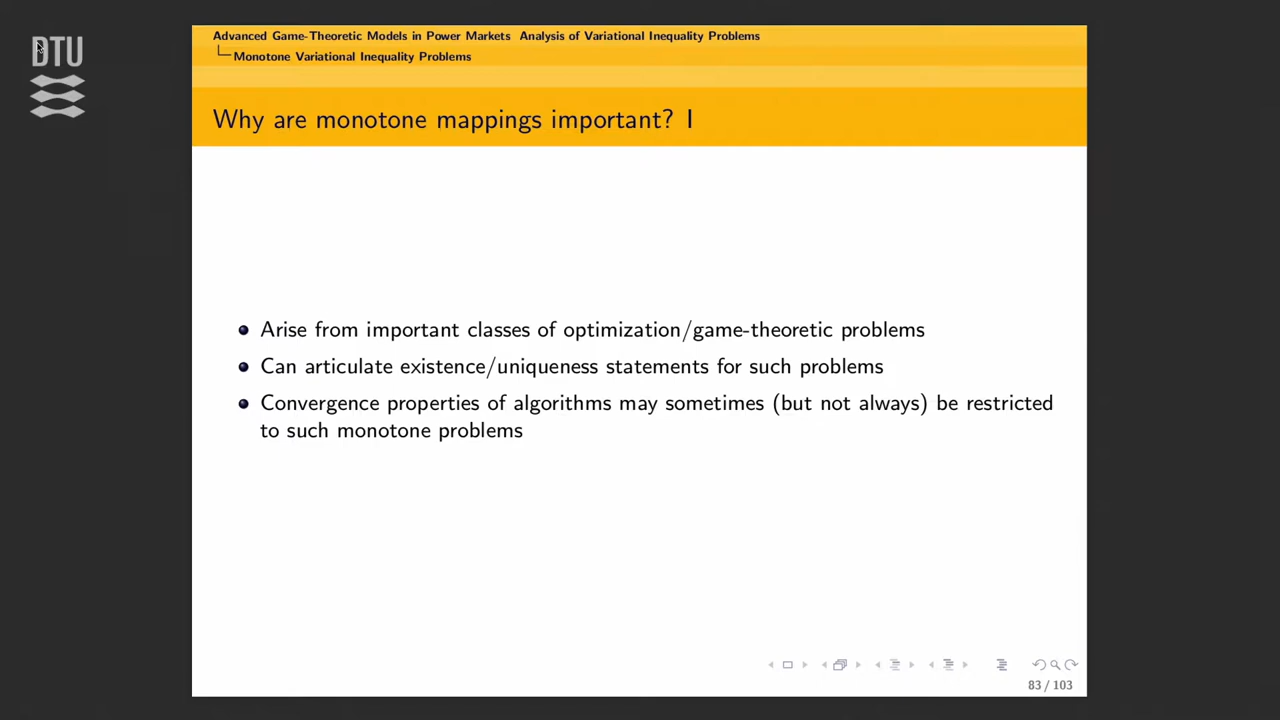 DTU
Advanced Game-Theoretic Models in Power Markets Analysis of Variational Inequality Problems
Monotone Variational Inequality Problems
Why are monotone mappings important? I
Arise from important classes of optimization/game-theoretic problems
Can articulate existence/uniqueness statements for such problems
Convergence properties of algorithms may sometimes (but not always) be restricted
to such monotone problems
83 / 103